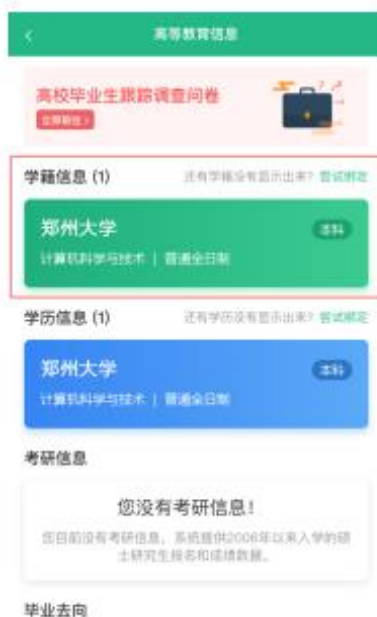 高等教育信息
高校毕业生跟踪调查问卷
立即前往 >
学籍信息 (1) 还有学籍没有显示出来？尝试绑定
郑州大学 本科
计算机科学与技术 | 普通全日制
学历信息 (1) 还有学历没有显示出来？尝试绑定
郑州大学 本科
计算机科学与技术 | 普通全日制
考研信息
您没有考研信息！
您目前没有考研信息，系统提供2006年以来入学的硕
士研究生报名和成绩数据。
毕业去向